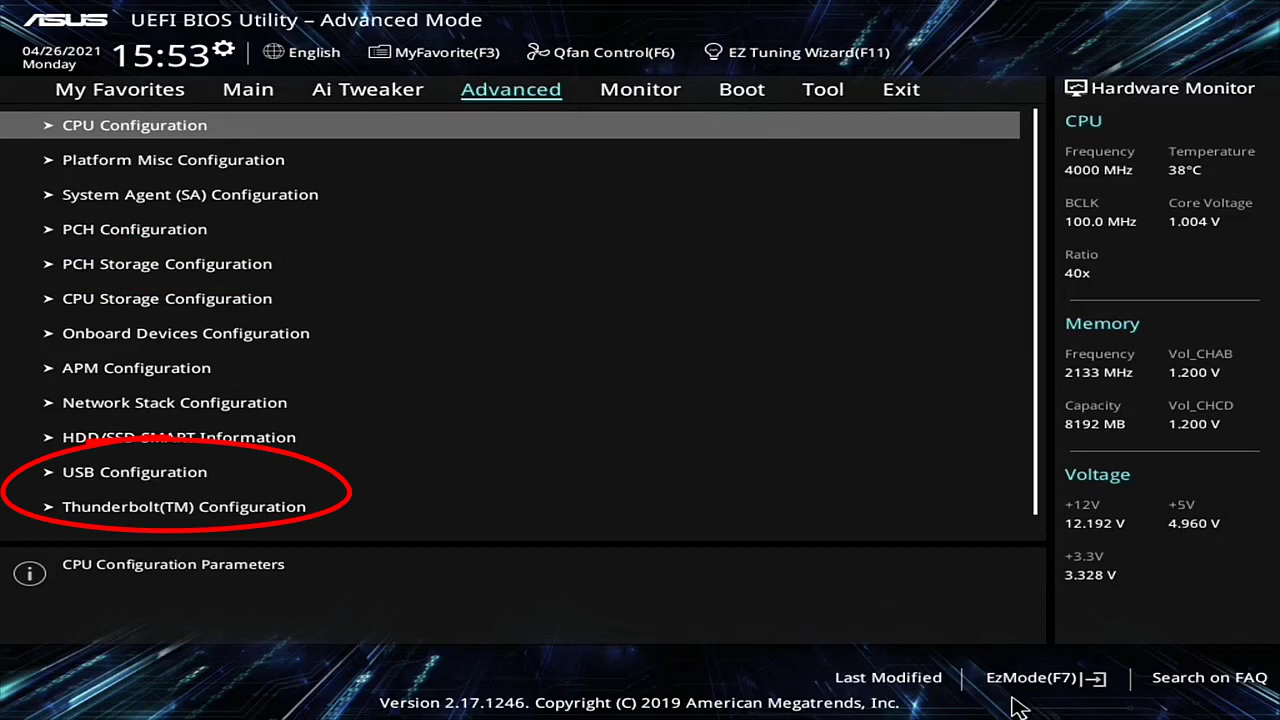 ASUS UEFI BIOS Utility – Advanced Mode
04/26/2021 Monday 15:53 English MyFavorite(F3) Qfan Control(F6) EZ Tuning Wizard(F11)
My Favorites Main Ai Tweaker Advanced Monitor Boot Tool Exit
CPU Configuration
Platform Misc Configuration
System Agent (SA) Configuration
PCH Configuration
PCH Storage Configuration
CPU Storage Configuration
Onboard Devices Configuration
APM Configuration
Network Stack Configuration
HDD/SSD SMART Information
USB Configuration
Thunderbolt(TM) Configuration
CPU Configuration Parameters
Hardware Monitor
CPU
Frequency Temperature
4000 MHz 38°C
BCLK Core Voltage
100.0 MHz 1.004 V
Ratio
40x
Memory
Frequency Vol_CHAB
2133 MHz 1.200 V
Capacity Vol_CHCD
8192 MB 1.200 V
Voltage
+12V +5V
12.192 V 4.960 V
+3.3V
3.328 V
Last Modified EzMode(F7) Search on FAQ
Version 2.17.1246. Copyright (C) 2019 American Megatrends, Inc.